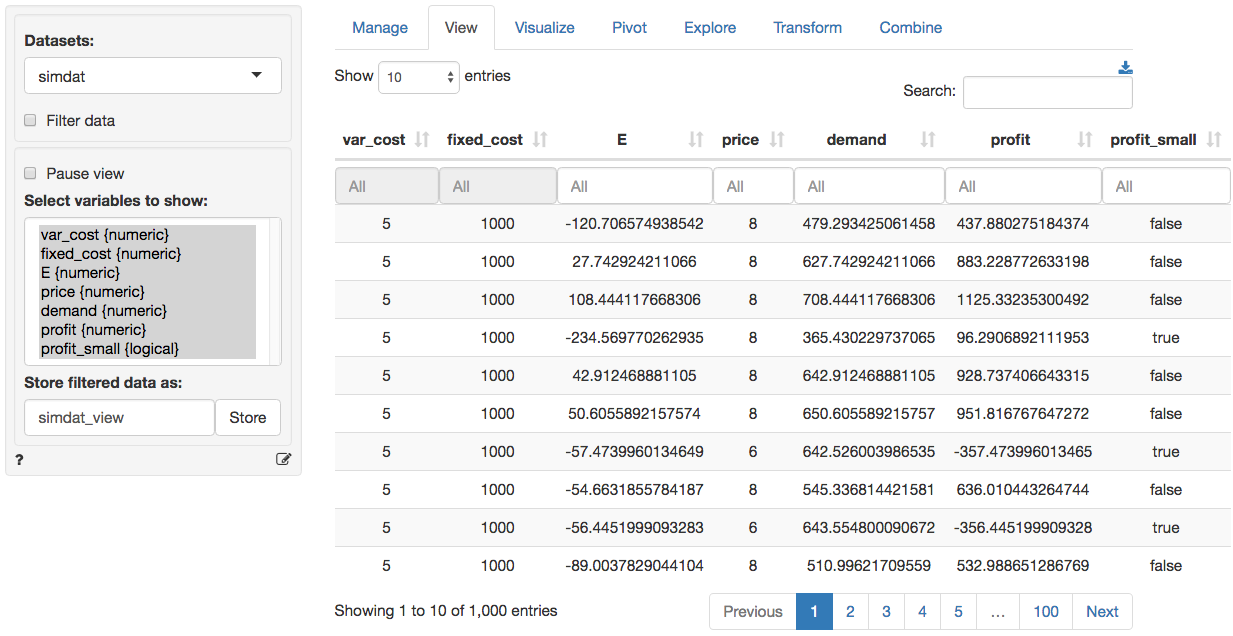 Datasets:
simdat
Filter data
Pause view
Select variables to show:
var_cost {numeric}
fixed_cost {numeric}
E {numeric}
price {numeric}
demand {numeric}
profit {numeric}
profit_small {logical}
Store filtered data as:
simdat_view Store
?
Manage View Visualize Pivot Explore Transform Combine
Show 10 entries
Search:
var_cost fixed_cost E price demand profit profit_small
All All All All All All All
5 1000 -120.706574938542 8 479.293425061458 437.880275184374 false
5 1000 27.742924211066 8 627.742924211066 883.228772633198 false
5 1000 108.444117668306 8 708.444117668306 1125.33235300492 false
5 1000 -234.569770262935 8 365.430229737065 96.2906892111953 true
5 1000 42.912468881105 8 642.912468881105 928.737406643315 false
5 1000 50.6055892157574 8 650.605589215757 951.816767647272 false
5 1000 -57.4739960134649 6 642.526003986535 -357.473996013465 true
5 1000 -54.6631855784187 8 545.336814421581 636.010443264744 false
5 1000 -56.4451999093283 6 643.554800090672 -356.445199909328 true
5 1000 -89.0037829044104 8 510.99621709559 532.988651286769 false
Showing 1 to 10 of 1,000 entries
Previous 1 2 3 4 5 … 100 Next